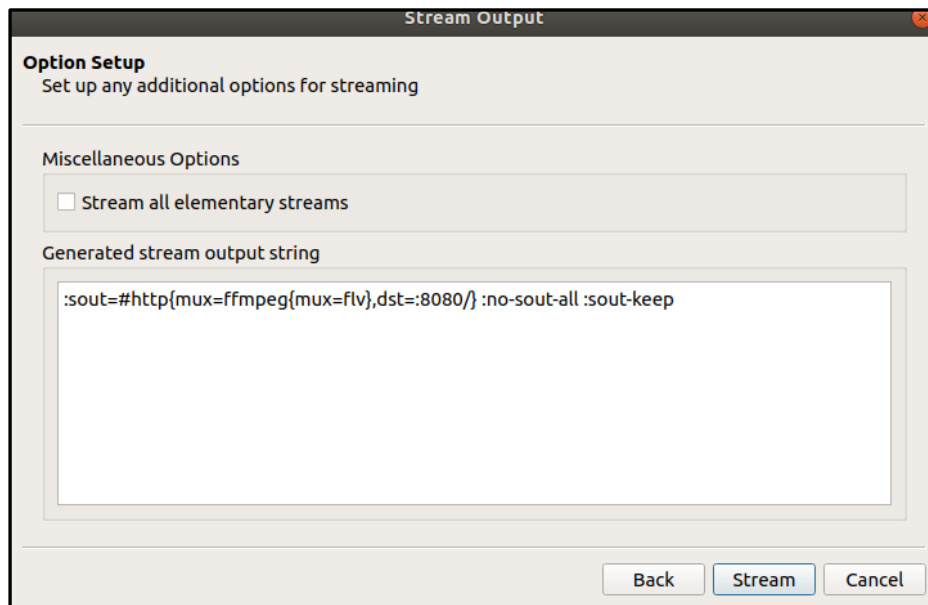 Stream Output
Option Setup
Set up any additional options for streaming
Miscellaneous Options
Stream all elementary streams
Generated stream output string
:sout=#http{mux=ffmpeg{mux=flv},dst=:8080/} :no-sout-all :sout-keep
Back Stream Cancel